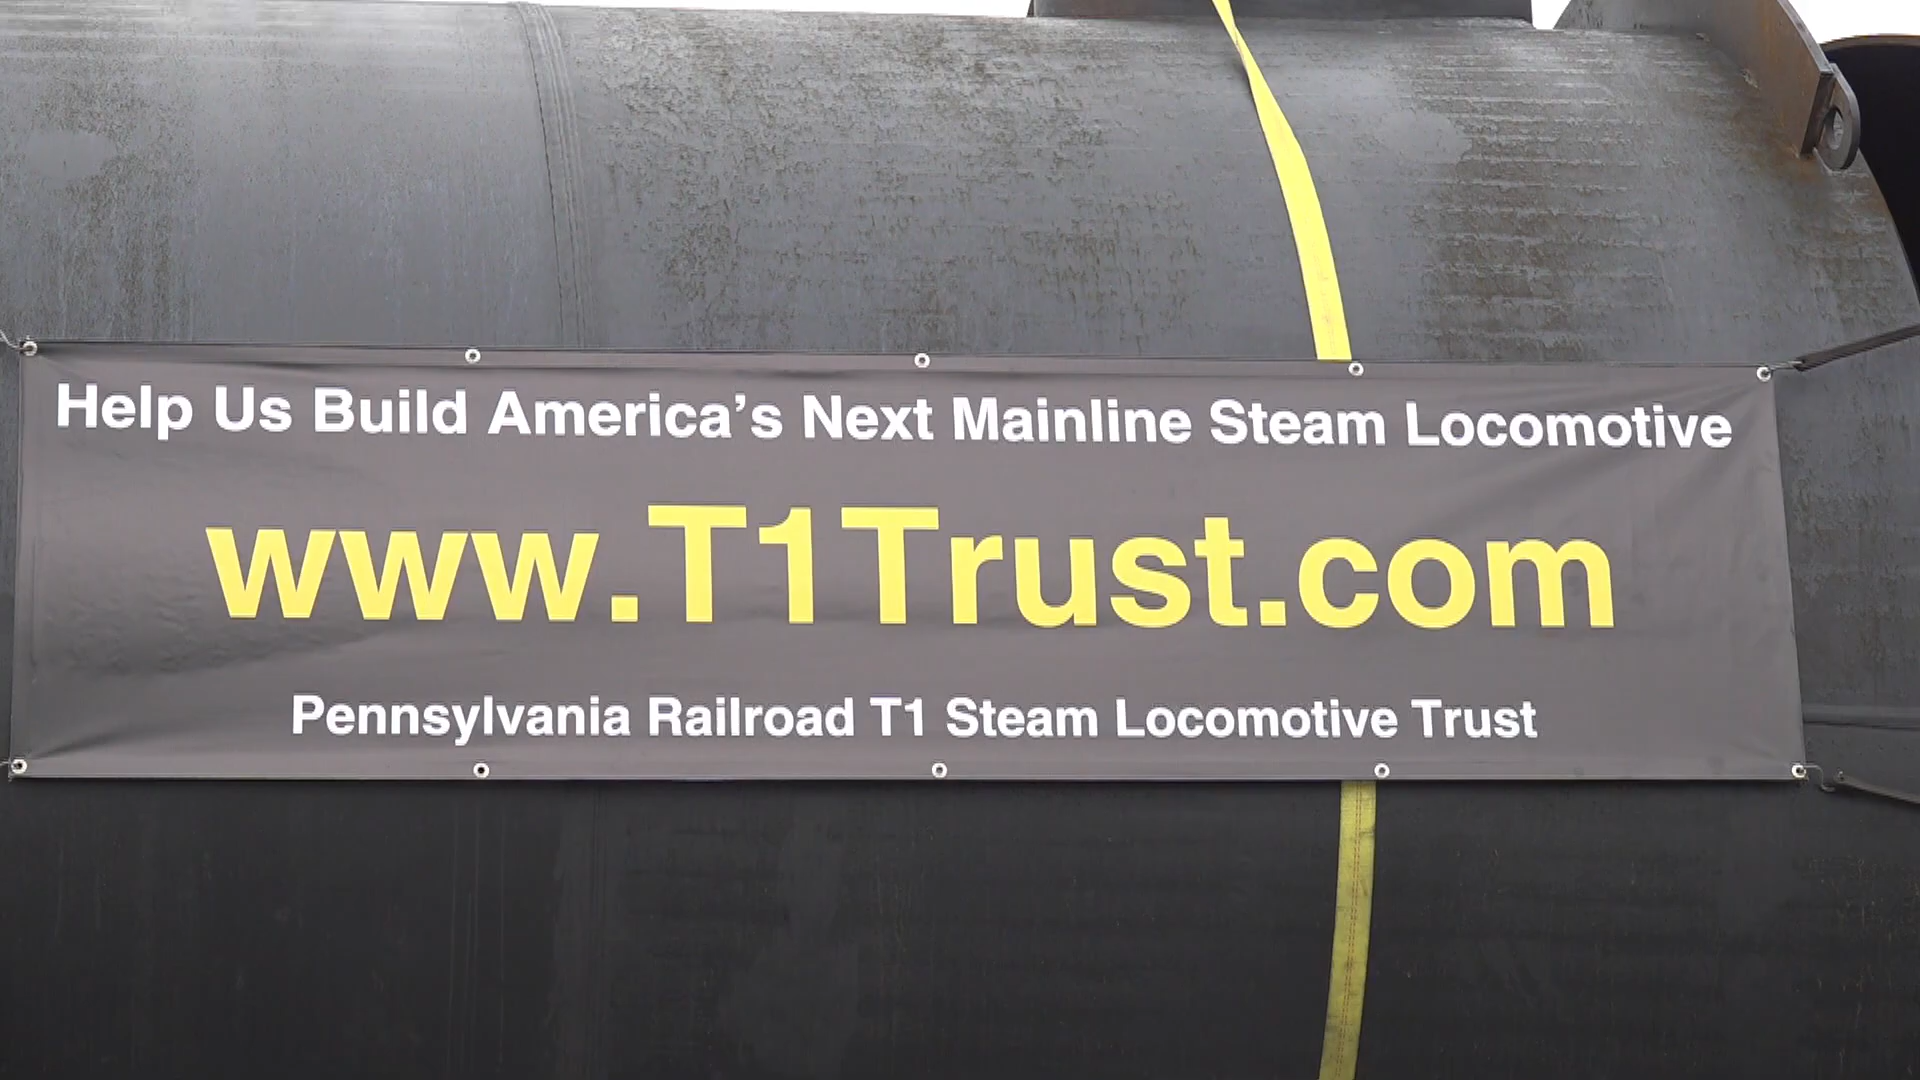 Help Us Build America’s Next Mainline Steam Locomotive
www.T1Trust.com
Pennsylvania Railroad T1 Steam Locomotive Trust